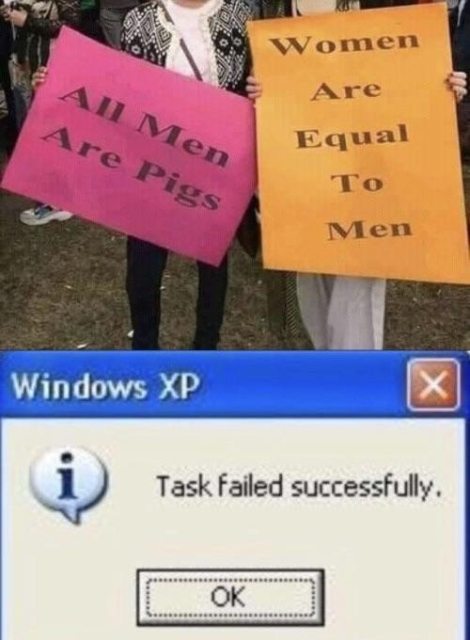 All Men
Are Pigs
Women
Are
Equal
To
Men
Windows XP
Task failed successfully.
OK